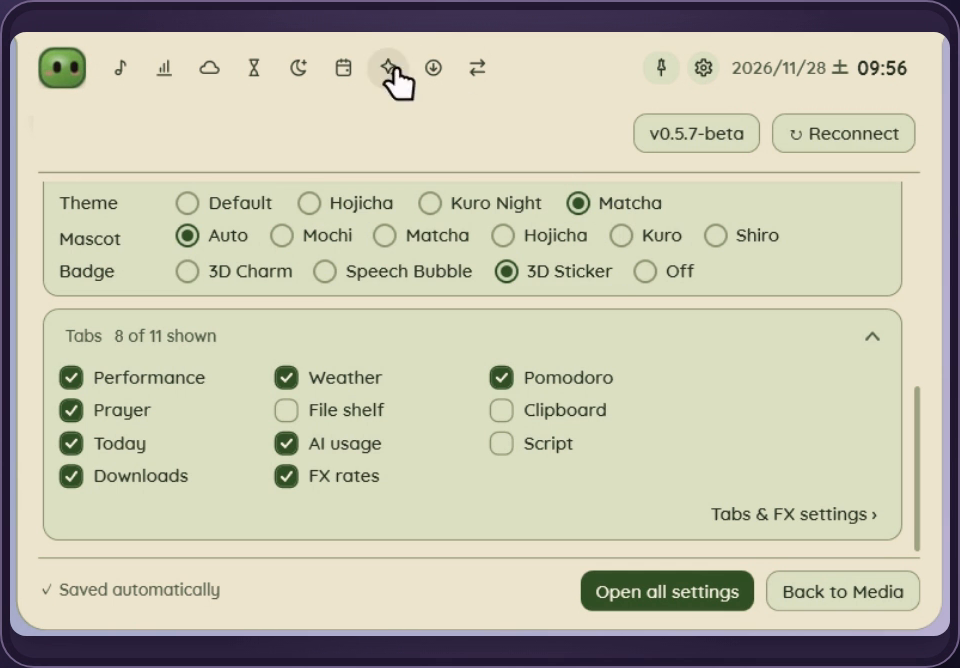 2026/11/28 土 09:56
v0.5.7-beta
↻ Reconnect
Theme Default Hojicha Kuro Night Matcha
Mascot Auto Mochi Matcha Hojicha Kuro Shiro
Badge 3D Charm Speech Bubble 3D Sticker Off
Tabs 8 of 11 shown
Performance Weather Pomodoro
Prayer File shelf Clipboard
Today AI usage Script
Downloads FX rates
Tabs & FX settings ›
✓ Saved automatically
Open all settings
Back to Media